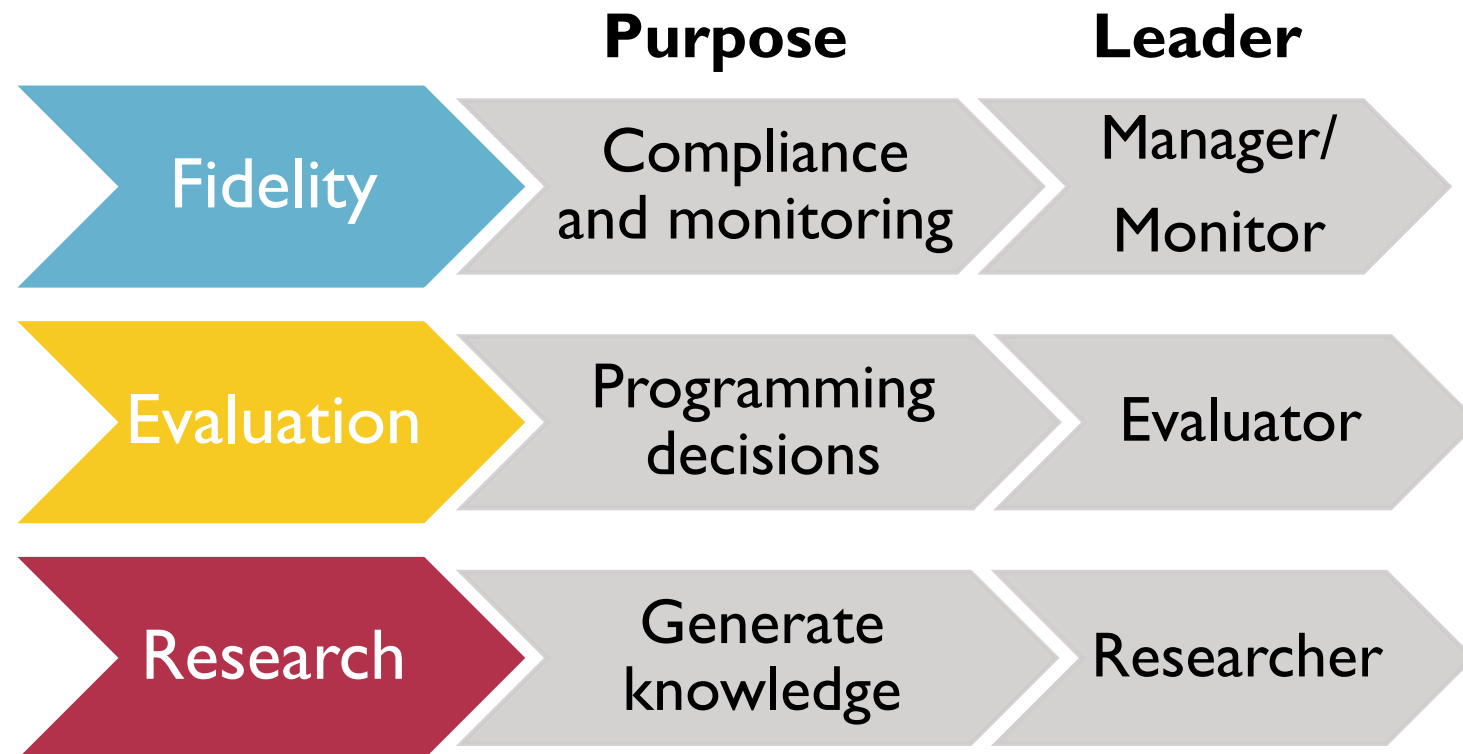 Purpose Leader
Fidelity
Compliance
and monitoring
Manager/
Monitor
Evaluation
Programming
decisions
Evaluator
Research
Generate
knowledge
Researcher